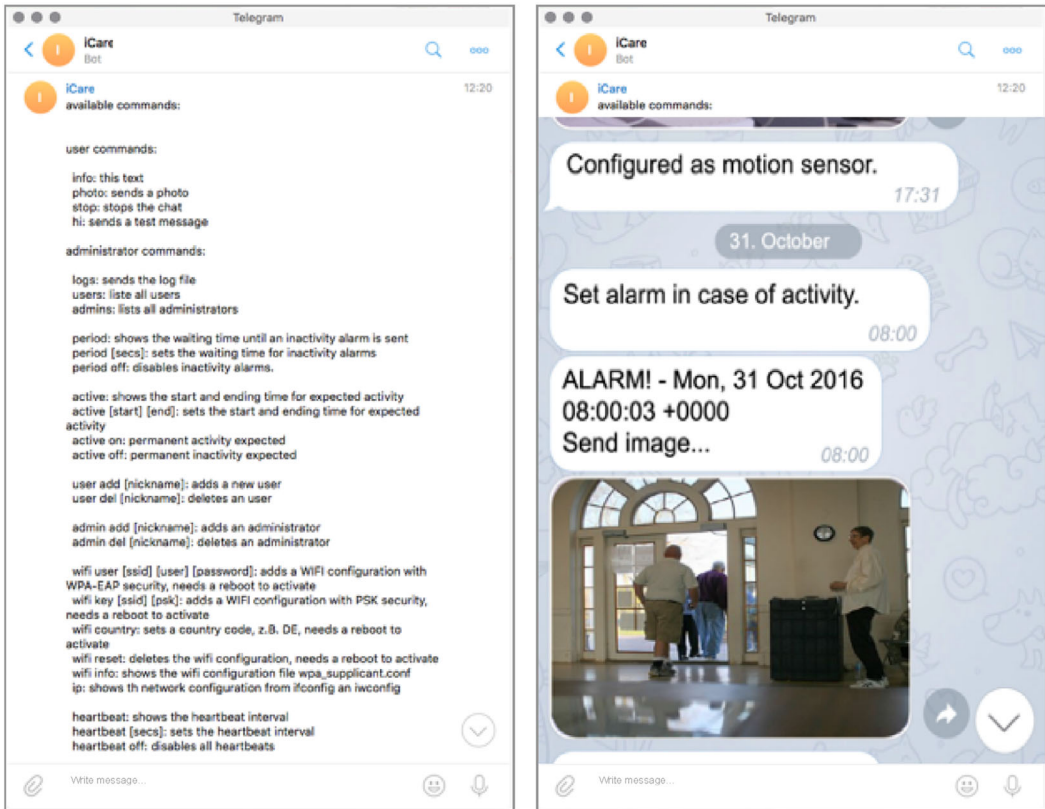 Telegram
iCare
Bot
iCare
12:20
available commands:
user commands:
info: this text
photo: sends a photo
stop: stops the chat
hi: sends a test message
administrator commands:
logs: sends the log file
users: liste all users
admins: lists all administrators
period: shows the waiting time until an inactivity alarm is sent
period [secs]: sets the waiting time for inactivity alarms
period off: disables inactivity alarms.
active: shows the start and ending time for expected activity
active [start] [end]: sets the start and ending time for expected
activity
active on: permanent activity expected
active off: permanent inactivity expected
user add [nickname]: adds a new user
user del [nickname]: deletes an user
admin add [nickname]: adds an administrator
admin del [nickname]: deletes an administrator
wifi user [ssid] [user] [password]: adds a WIFI configuration with
WPA-EAP security, needs a reboot to activate
wifi key [ssid] [psk]: adds a WIFI configuration with PSK security,
needs a reboot to activate
wifi country: sets a country code, z.B. DE, needs a reboot to
activate
wifi reset: deletes the wifi configuration, needs a reboot to activate
wifi info: shows the wifi configuration file wpa_supplicant.conf
ip: shows th network configuration from ifconfig an iwconfig
heartbeat: shows the heartbeat interval
heartbeat [secs]: sets the heartbeat interval
heartbeat off: disables all heartbeats
Write message...
Telegram
iCare
Bot
iCare
12:20
available commands:
Configured as motion sensor.
17:31
31. October
Set alarm in case of activity.
08:00
ALARM! - Mon, 31 Oct 2016
08:00:03 +0000
Send image...
08:00
Write message...